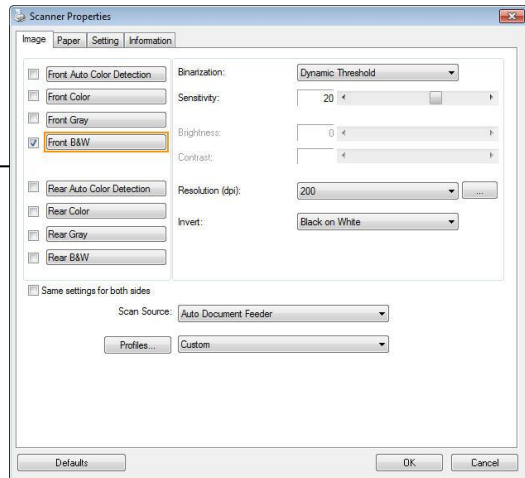 Scanner Properties
Image Paper Setting Information
Front Auto Color Detection
Front Color
Front Gray
Front B&W
Rear Auto Color Detection
Rear Color
Rear Gray
Rear B&W
Binarization: Dynamic Threshold
Sensitivity: 20
Brightness: 0
Contrast:
Resolution (dpi): 200 ...
Invert: Black on White
Same settings for both sides
Scan Source: Auto Document Feeder
Profiles... Custom
Defaults OK Cancel